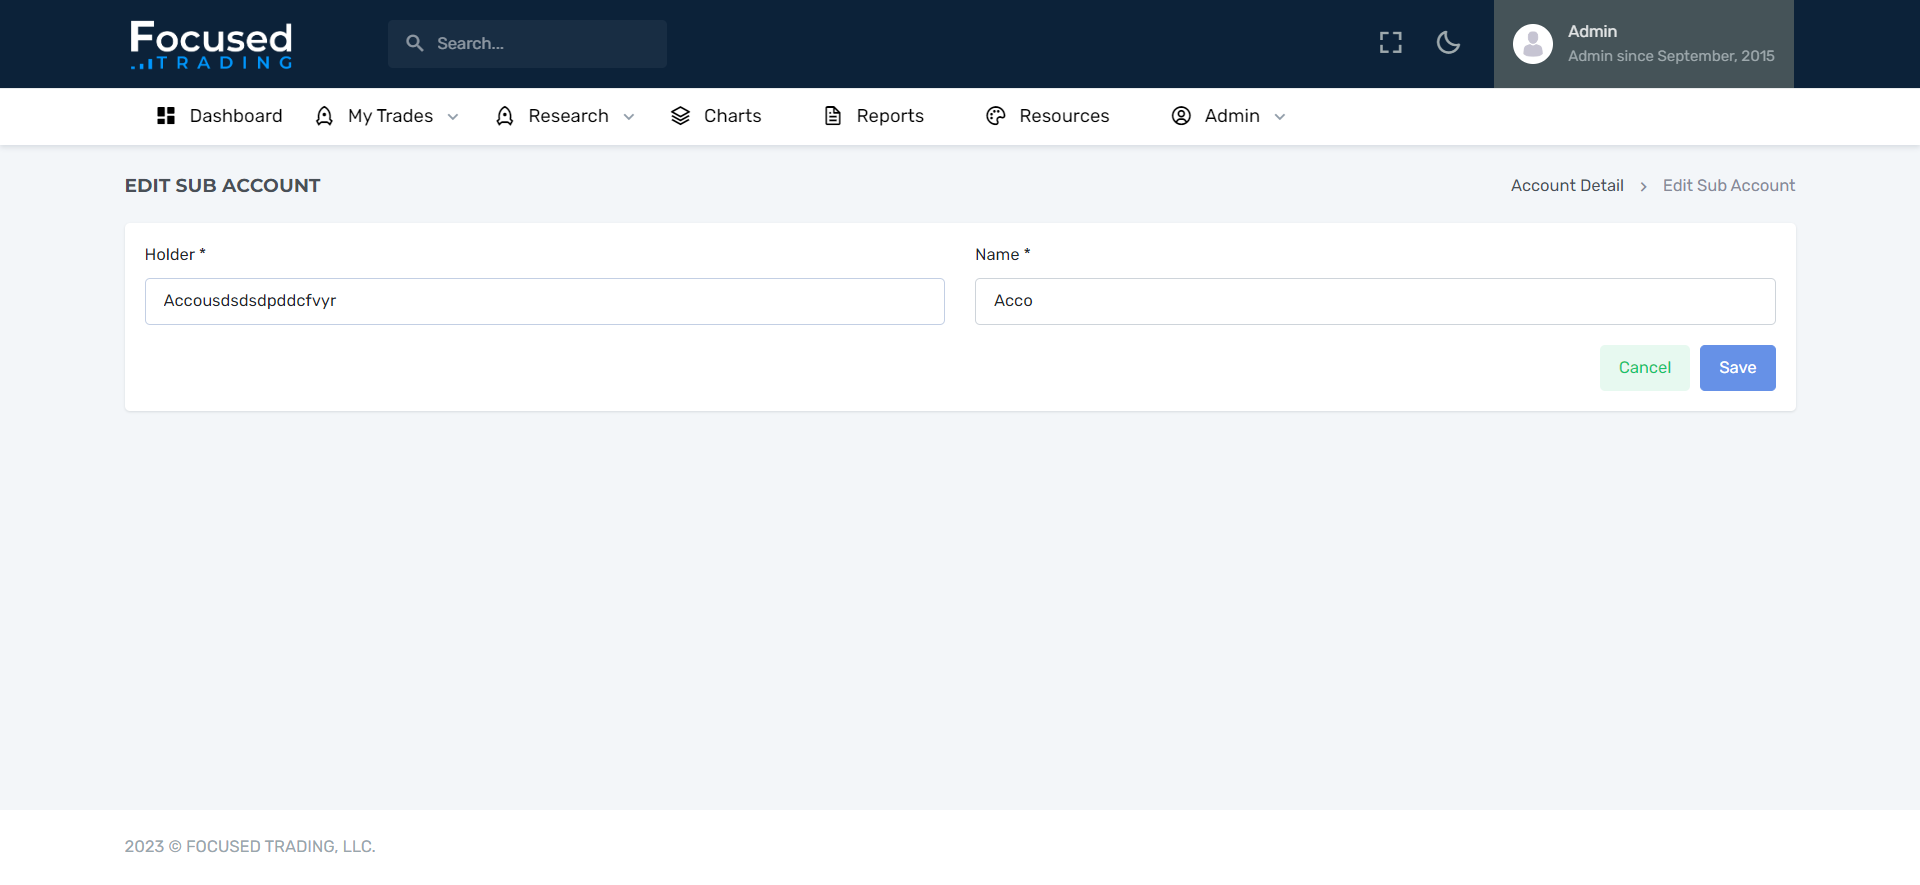 Focused
TRADING
Search...
Admin
Admin since September, 2015
Dashboard
My Trades
Research
Charts
Reports
Resources
Admin
EDIT SUB ACCOUNT
Account Detail
Edit Sub Account
Holder *
Name *
Accousdsdsdpddcfvyr
Acco
Cancel
Save
2023 © FOCUSED TRADING, LLC.